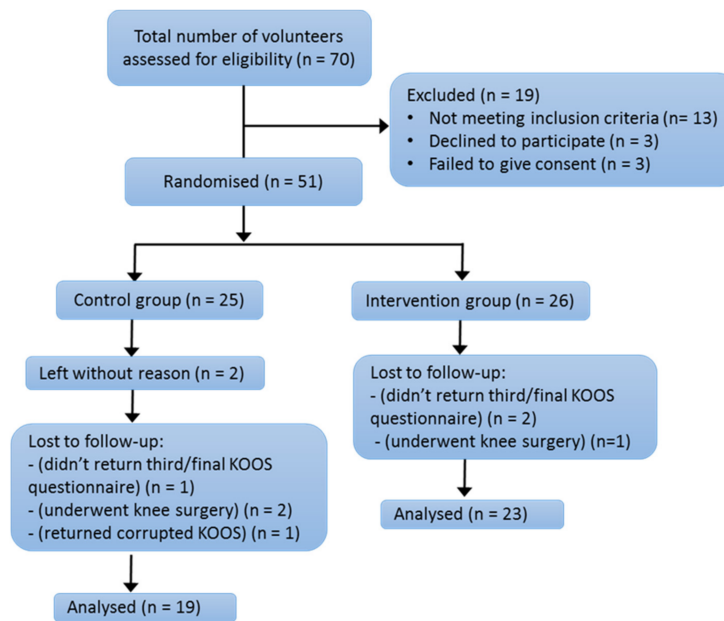 Total number of volunteers
assessed for eligibility (n = 70)
Excluded (n = 19)
• Not meeting inclusion criteria (n= 13)
• Declined to participate (n = 3)
• Failed to give consent (n = 3)
Randomised (n = 51)
Control group (n = 25)
Intervention group (n = 26)
Left without reason (n = 2)
Lost to follow-up:
- (didn’t return third/final KOOS
questionnaire) (n = 2)
- (underwent knee surgery) (n=1)
Lost to follow-up:
- (didn’t return third/final KOOS
questionnaire) (n = 1)
- (underwent knee surgery) (n = 2)
- (returned corrupted KOOS) (n = 1)
Analysed (n = 23)
Analysed (n = 19)